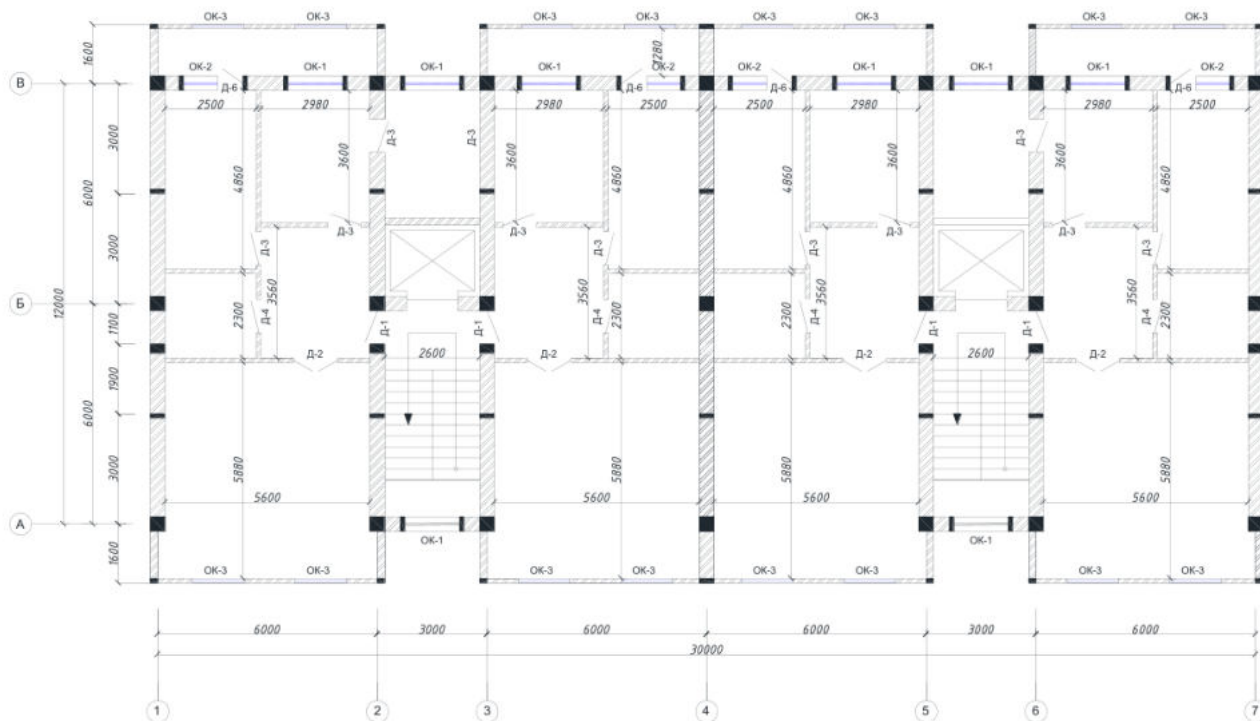 ОК-3 ОК-3 ОК-3 ОК-3 ОК-3 ОК-3 ОК-3 ОК-3
1600 1280
ОК-2 ОК-1 ОК-1 ОК-1 ОК-2 ОК-2 ОК-1 ОК-1 ОК-1 ОК-2
В Д-6 Д-6 Д-6 Д-6
2500 2980 2980 2500 2500 2980 2980 2500
3000 Д-3 Д-3 Д-3
3600 3600 3600 3600
6000 4860 4860 4860 4860
3000 Д-3 Д-3 Д-3 Д-3
Д-3 Д-3 Д-3 Д-3
12000 3560 3560 3560 3560
Б
1100 2300 Д-4 Д-1 Д-1 Д-4 2300 2300 Д-4 Д-1 Д-1 Д-4 2300
Д-2 2600 Д-2 Д-2 2600 Д-2
1900
6000
3000 5880 5880 5880 5880
5600 5600 5600 5600
А
ОК-1 ОК-1
1600
ОК-3 ОК-3 ОК-3 ОК-3 ОК-3 ОК-3 ОК-3 ОК-3
6000 3000 6000 6000 3000 6000
30000
1 2 3 4 5 6 7